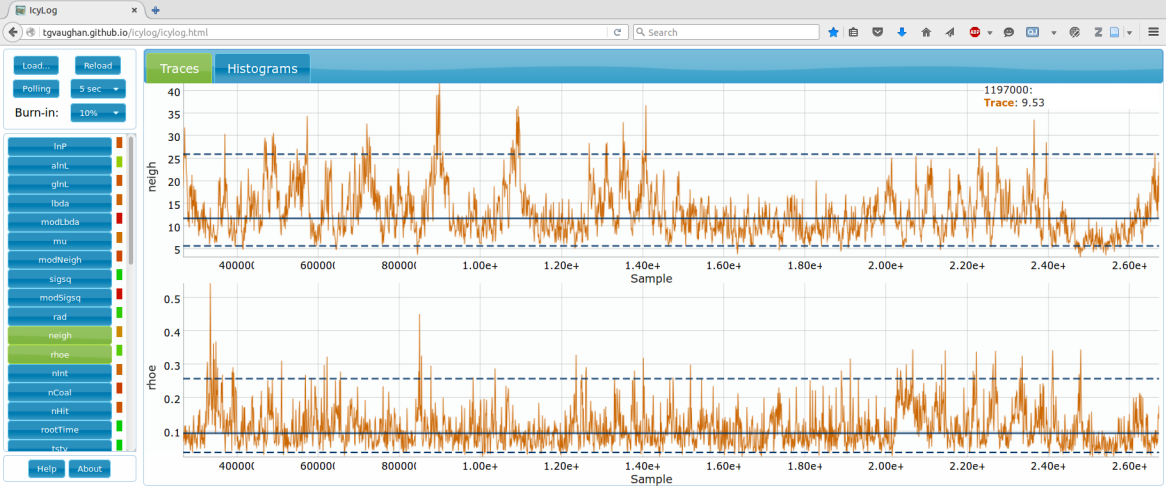 IcyLog
tgvaughan.github.io/icylog/icylog.html
Search
ABP
Load...
Reload
Polling
5 sec
Burn-in:
10%
lnP
alnL
glnL
lbda
modLbda
mu
modNeigh
sigsq
modSigsq
rad
neigh
rhoe
nInt
nCoal
nHit
rootTime
tsty
Help
About
Traces
Histograms
1197000:
Trace: 9.53
neigh
40
35
30
25
20
15
10
5
40000(
60000(
80000(
1.00e+
1.20e+
1.40e+
1.60e+
1.80e+
2.00e+
2.20e+
2.40e+
2.60e+
Sample
rhoe
0.5
0.4
0.3
0.2
0.1
40000(
60000(
80000(
1.00e+
1.20e+
1.40e+
1.60e+
1.80e+
2.00e+
2.20e+
2.40e+
2.60e+
Sample